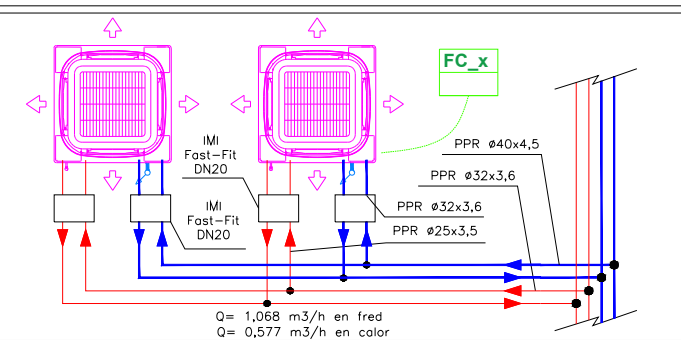 FC_x
IMI
Fast-Fit
DN20
PPR ø40x4,5
PPR ø32x3,6
IMI
Fast-Fit
DN20
PPR ø32x3,6
PPR ø25x3,5
Q= 1,068 m3/h en fred
Q= 0,577 m3/h en calor